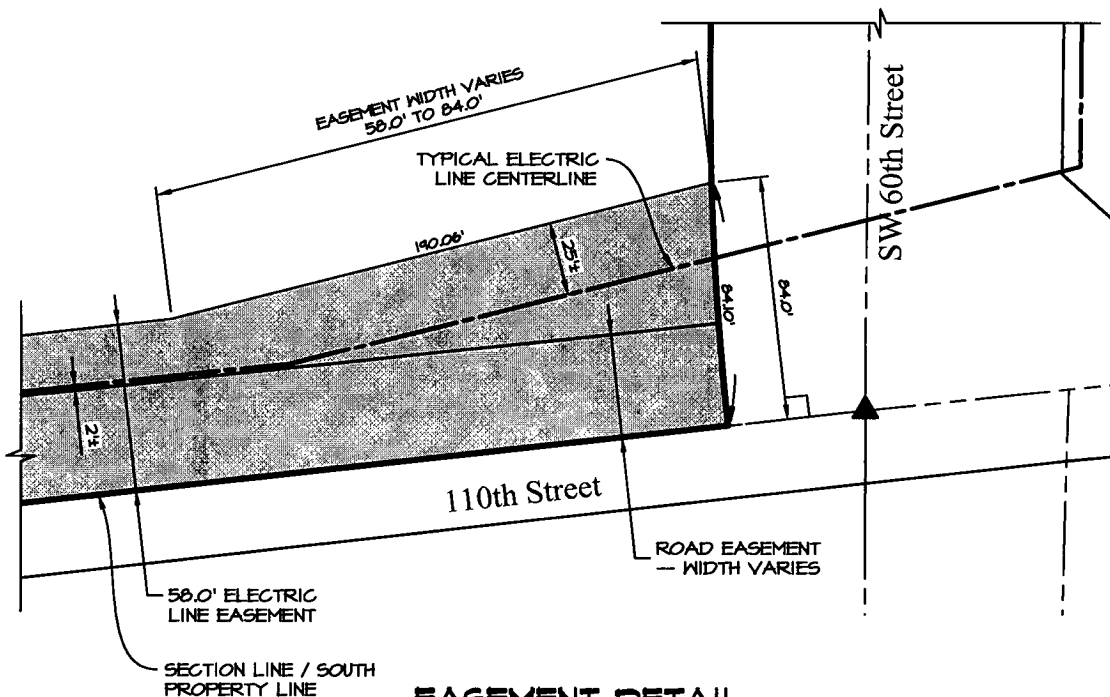 EASEMENT WIDTH VARIES
58.0' TO 84.0'
TYPICAL ELECTRIC
LINE CENTERLINE
SW 60th Street
190.06'
25'±
84.10'
84.0'
2'±
110th Street
ROAD EASEMENT
— WIDTH VARIES
58.0' ELECTRIC
LINE EASEMENT
SECTION LINE / SOUTH
PROPERTY LINE
EASEMENT DETAIL